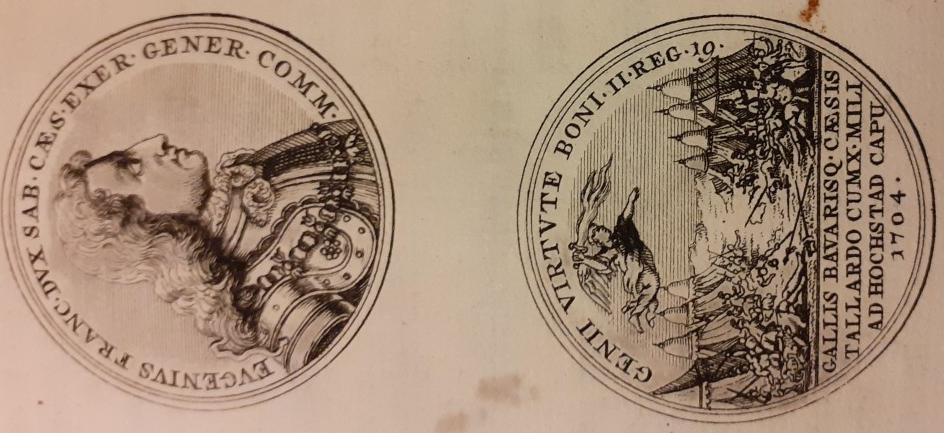 EVGENIVS FRANC·DVX SAB·CÆS·EXER·GENER·COMM·
GENII VIRTVTE BONI·II·REG·19·
GALLIS BAVARISQ·CÆSIS
TALLARDO CUM X·MILI
AD HOCHSTAD CAPU
1704·